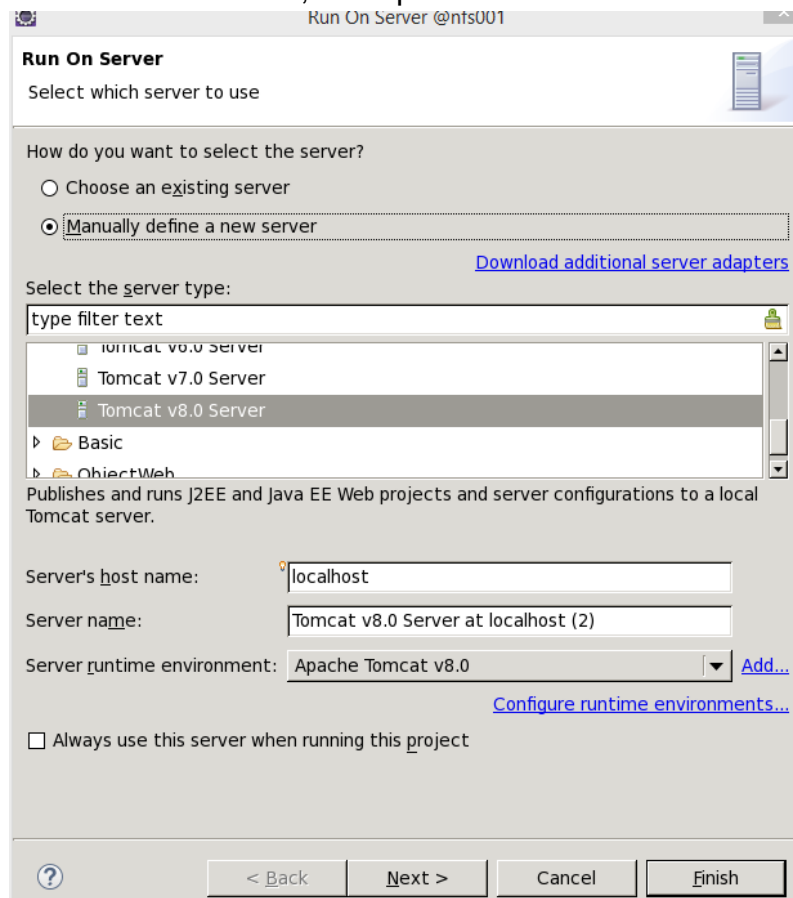 Run On Server @nfs001
Run On Server
Select which server to use
How do you want to select the server?
Choose an existing server
Manually define a new server
Download additional server adapters
Select the server type:
type filter text
Tomcat v6.0 Server
Tomcat v7.0 Server
Tomcat v8.0 Server
Basic
ObjectWeb
Publishes and runs J2EE and Java EE Web projects and server configurations to a local
Tomcat server.
Server's host name: localhost
Server name: Tomcat v8.0 Server at localhost (2)
Server runtime environment: Apache Tomcat v8.0 Add...
Configure runtime environments...
Always use this server when running this project
? < Back Next > Cancel Finish